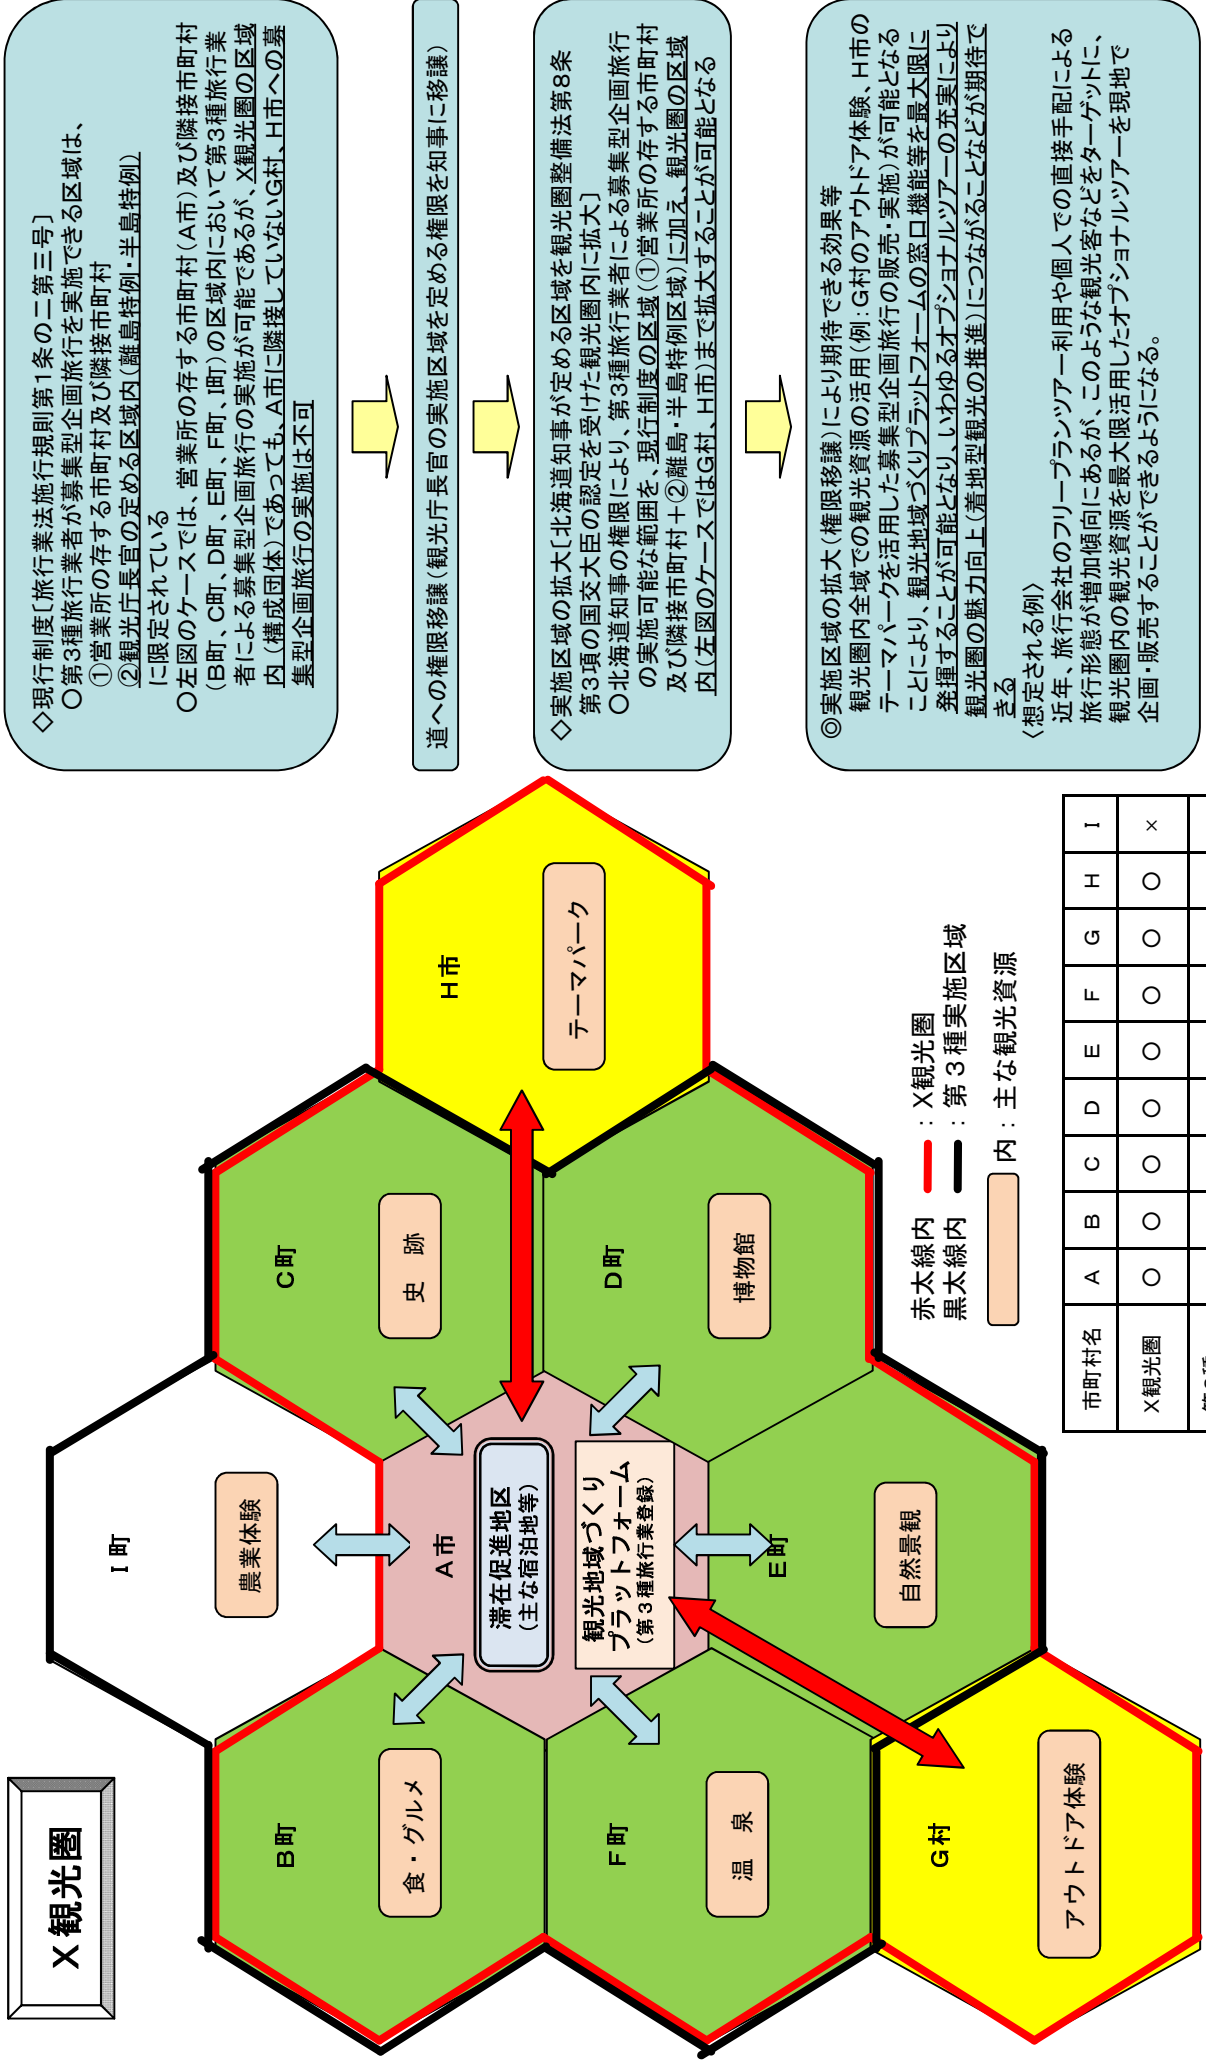 X観光圏
I町
農業体験
B町
食・グルメ
C町
史　跡
A市
滞在促進地区
(主な宿泊地等)
観光地域づくり
プラットフォーム
(第3種旅行業登録)
H市
テーマパーク
F町
温　泉
D町
博物館
E町
自然景観
G村
アウトドア体験
赤太線内 : X観光圏
黒太線内 : 第3種実施区域
内 : 主な観光資源
市町村名 A B C D E F G H I
X観光圏 ○ ○ ○ ○ ○ ○ ○ ○ ×
◇現行制度〔旅行業法施行規則第1条の二第三号〕
○第3種旅行業者が募集型企画旅行を実施できる区域は、
①営業所の存する市町村及び隣接市町村
②観光庁長官の定める区域内(離島特例・半島特例)
に限定されている
○左図のケースでは、営業所の存する市町村(A市)及び隣接市町村
(B町、C町、D町、E町、F町、I町)の区域内において第3種旅行業
者による募集型企画旅行の実施が可能であるが、X観光圏の区域
内(構成団体)であっても、A市に隣接していないG村、H市への募
集型企画旅行の実施は不可
道への権限移譲(観光庁長官の実施区域を定める権限を知事に移譲)
◇実施区域の拡大〔北海道知事が定める区域を観光圏整備法第8条
第3項の国交大臣の認定を受けた観光圏内に拡大〕
○北海道知事の権限により、第3種旅行業者による募集型企画旅行
の実施可能な範囲を、現行制度の区域(①営業所の存する市町村
及び隣接市町村+②離島・半島特例区域)に加え、観光圏の区域
内(左図のケースではG村、H市)まで拡大することが可能となる
◎実施区域の拡大(権限移譲)により期待できる効果等
観光圏内全域での観光資源の活用(例:G村のアウトドア体験、H市の
テーマパークを活用した募集型企画旅行の販売・実施)が可能となる
ことにより、観光地域づくりプラットフォームの窓口機能等を最大限に
発揮することが可能となり、いわゆるオプショナルツアーの充実により
観光圏の魅力向上(着地型観光の推進)につながることなどが期待で
きる
〈想定される例〉
近年、旅行会社のフリープランツアー利用や個人での直接手配による
旅行形態が増加傾向にあるが、このような観光客などをターゲットに、
観光圏内の観光資源を最大限活用したオプショナルツアーを現地で
企画・販売することができるようになる。